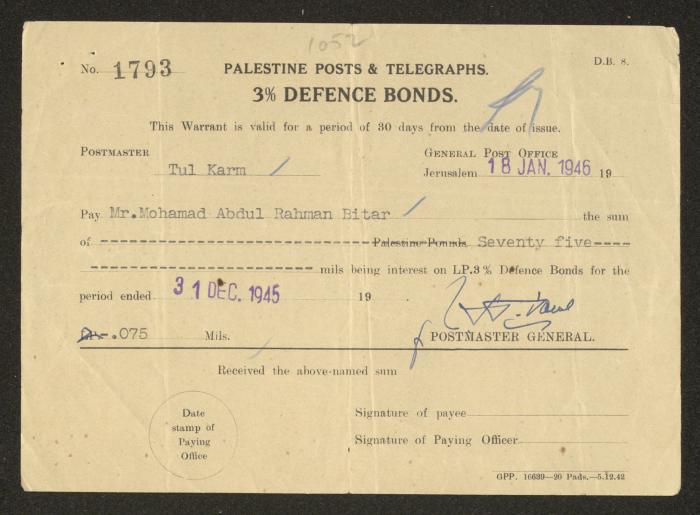 1052
No. 1793
D.B. 8.
PALESTINE POSTS & TELEGRAPHS.
3% DEFENCE BONDS.
This Warrant is valid for a period of 30 days from the date of issue.
POSTMASTER
GENERAL POST OFFICE
Tul Karm
Jerusalem 18 JAN. 1946 19
Pay Mr.Mohamad Abdul Rahman Bitar the sum
of -------------------------------- Palestine Pounds Seventy five----
-------------------------- mils being interest on LP.3% Defence Bonds for the
period ended 31 DEC. 1945 19
LP-.075 Mils.
POSTMASTER GENERAL.
Received the above-named sum
Date
stamp of
Paying
Office
Signature of payee
Signature of Paying Officer
GPP. 16639—20 Pads.—5.12.42